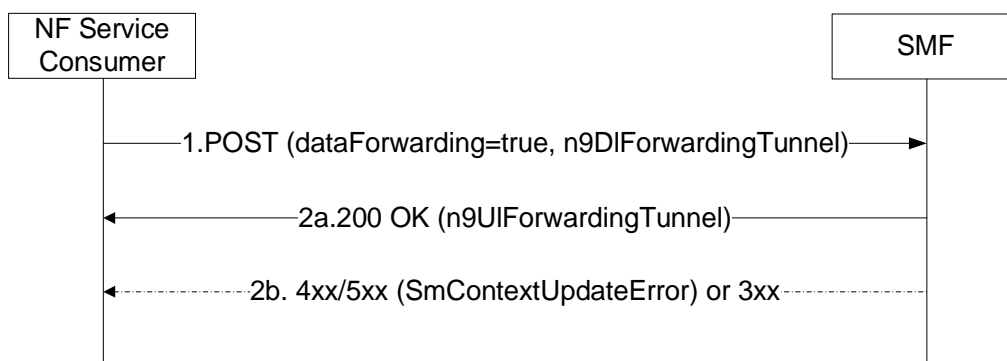 NF Service
Consumer
SMF
1.POST (dataForwarding=true, n9DlForwardingTunnel)
2a.200 OK (n9UlForwardingTunnel)
2b. 4xx/5xx (SmContextUpdateError) or 3xx